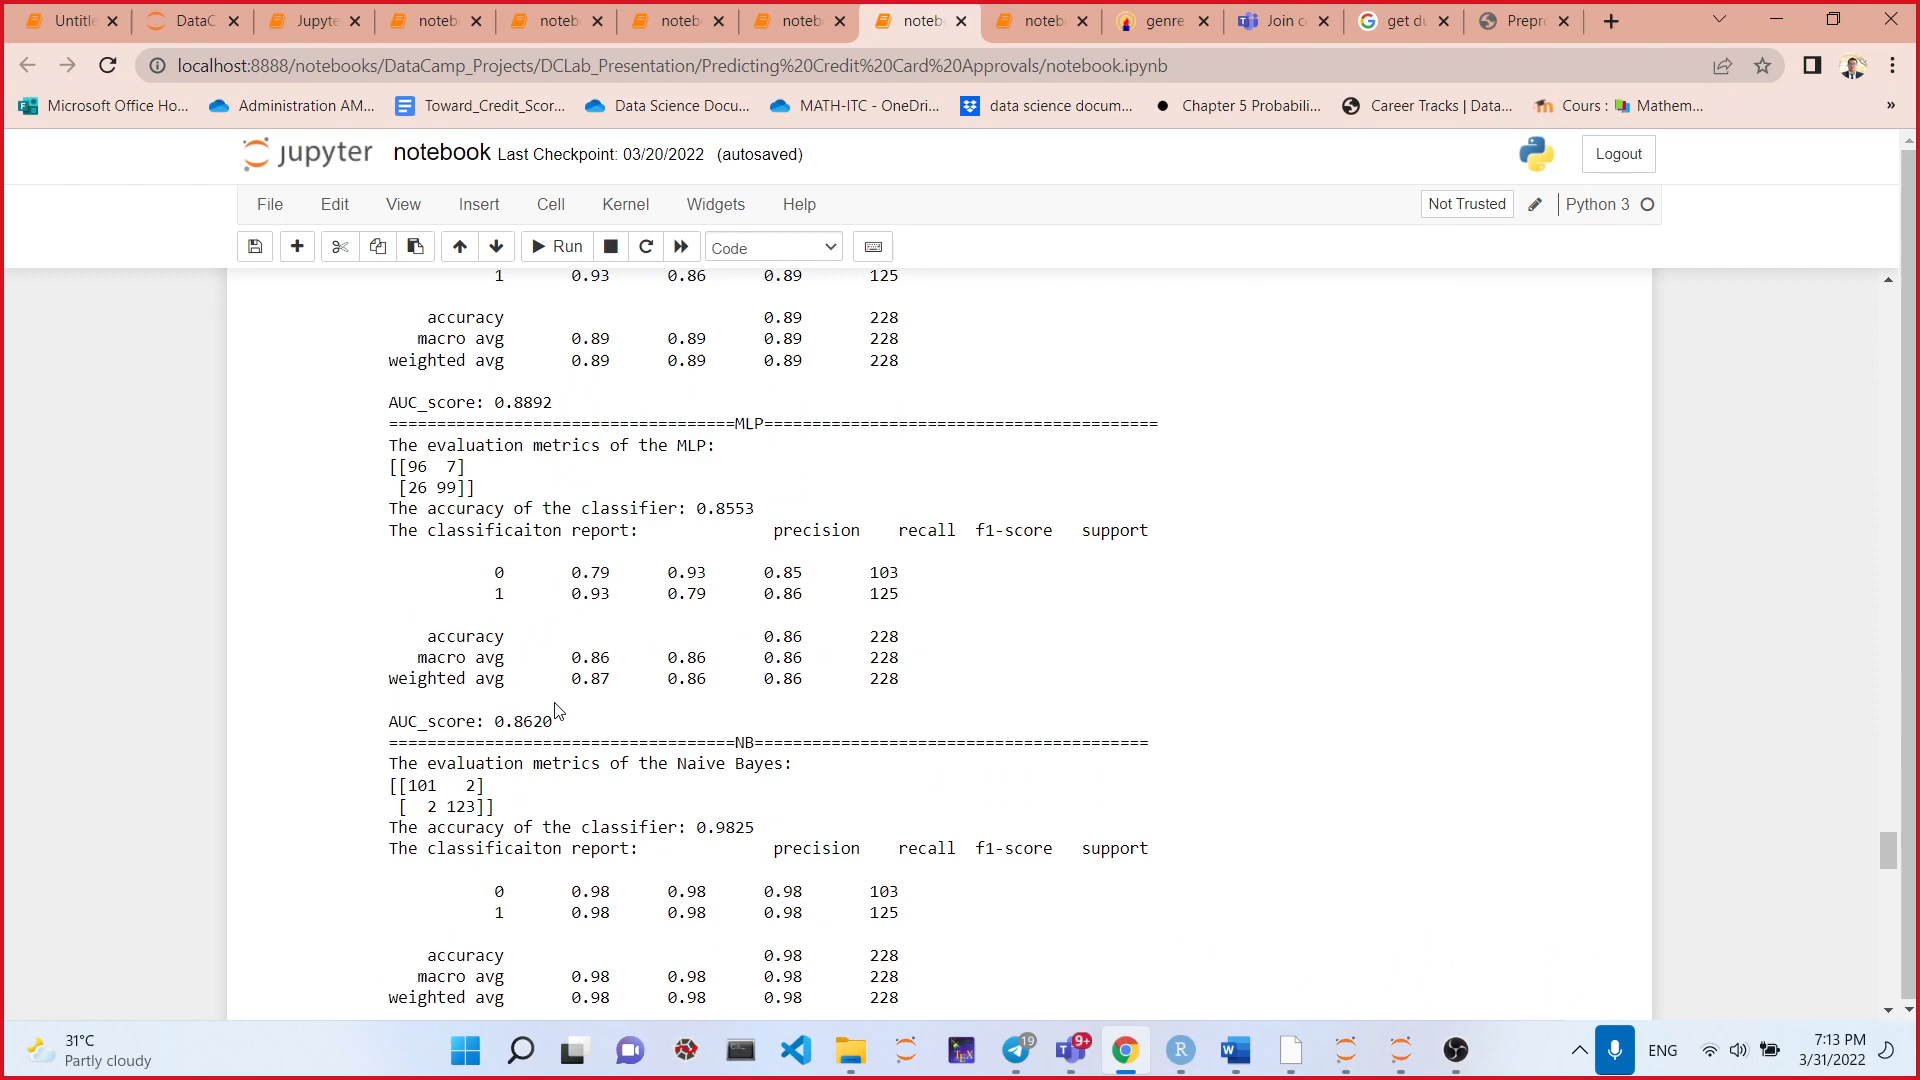 Untitle DataC Jupyte noteb noteb noteb noteb noteb noteb genre Join c get du Prepro
localhost:8888/notebooks/DataCamp_Projects/DCLab_Presentation/Predicting%20Credit%20Card%20Approvals/notebook.ipynb
Microsoft Office Ho... Administration AM... Toward_Credit_Scor... Data Science Docu... MATH-ITC - OneDri... data science docum... Chapter 5 Probabili... Career Tracks | Data... Cours : Mathem... »
jupyter notebook Last Checkpoint: 03/20/2022 (autosaved) Logout
File Edit View Insert Cell Kernel Widgets Help Not Trusted Python 3
Run Code
1 0.93 0.86 0.89 125
accuracy 0.89 228
macro avg 0.89 0.89 0.89 228
weighted avg 0.89 0.89 0.89 228
AUC_score: 0.8892
====================================MLP=========================================
The evaluation metrics of the MLP:
[[96 7]
[26 99]]
The accuracy of the classifier: 0.8553
The classificaiton report: precision recall f1-score support
0 0.79 0.93 0.85 103
1 0.93 0.79 0.86 125
accuracy 0.86 228
macro avg 0.86 0.86 0.86 228
weighted avg 0.87 0.86 0.86 228
AUC_score: 0.8620
====================================NB=========================================
The evaluation metrics of the Naive Bayes:
[[101 2]
[ 2 123]]
The accuracy of the classifier: 0.9825
The classificaiton report: precision recall f1-score support
0 0.98 0.98 0.98 103
1 0.98 0.98 0.98 125
accuracy 0.98 228
macro avg 0.98 0.98 0.98 228
weighted avg 0.98 0.98 0.98 228
31°C
Partly cloudy
TEX 19 9+ R W ENG
7:13 PM
3/31/2022